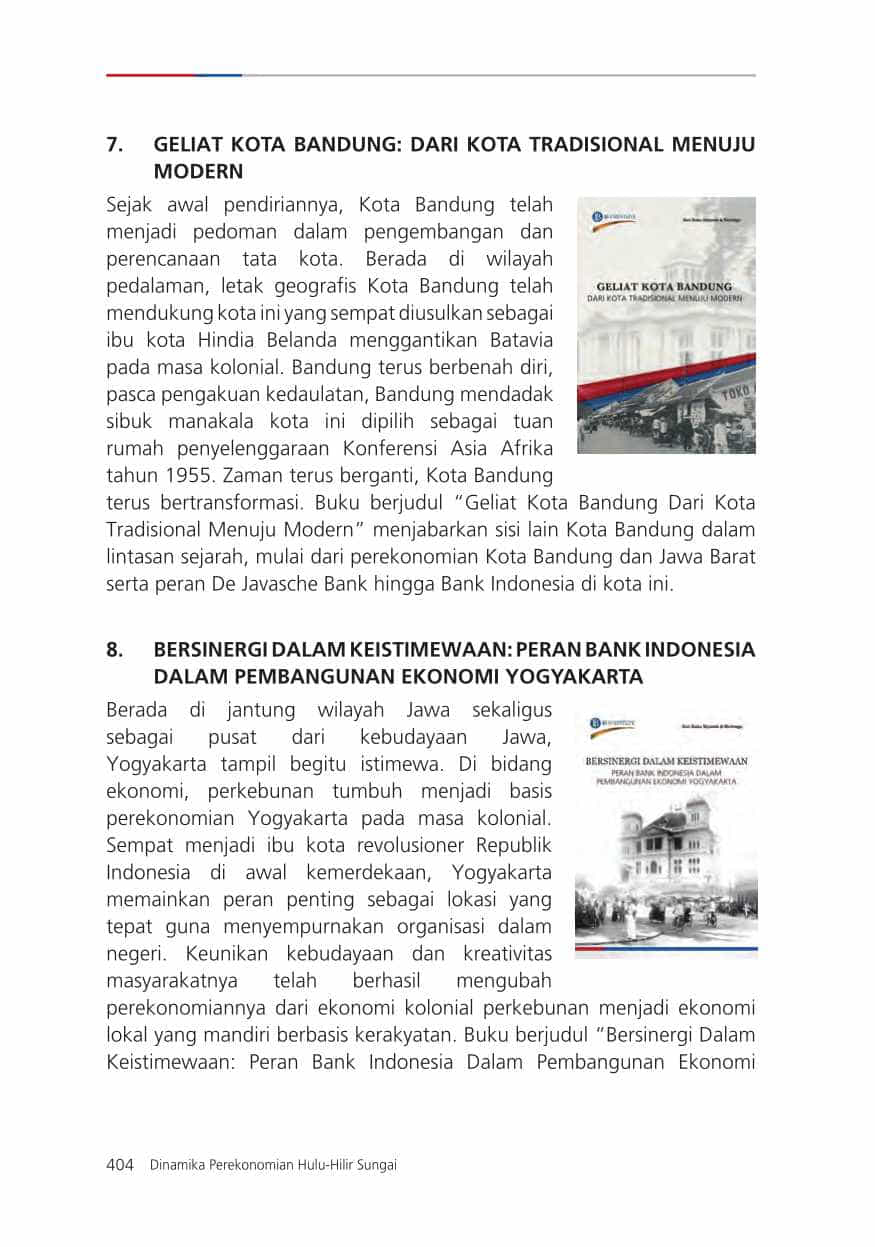 7. GELIAT KOTA BANDUNG: DARI KOTA TRADISIONAL MENUJU
MODERN
Sejak awal pendiriannya, Kota Bandung telah
menjadi pedoman dalam pengembangan dan
perencanaan tata kota. Berada di wilayah
pedalaman, letak geografis Kota Bandung telah
mendukung kota ini yang sempat diusulkan sebagai
ibu kota Hindia Belanda menggantikan Batavia
pada masa kolonial. Bandung terus berbenah diri,
pasca pengakuan kedaulatan, Bandung mendadak
sibuk manakala kota ini dipilih sebagai tuan
rumah penyelenggaraan Konferensi Asia Afrika
tahun 1955. Zaman terus berganti, Kota Bandung
terus bertransformasi. Buku berjudul “Geliat Kota Bandung Dari Kota
Tradisional Menuju Modern” menjabarkan sisi lain Kota Bandung dalam
lintasan sejarah, mulai dari perekonomian Kota Bandung dan Jawa Barat
serta peran De Javasche Bank hingga Bank Indonesia di kota ini.
GELIAT KOTA BANDUNG
DARI KOTA TRADISIONAL MENUJU MODERN
TOKO
8. BERSINERGI DALAM KEISTIMEWAAN: PERAN BANK INDONESIA
DALAM PEMBANGUNAN EKONOMI YOGYAKARTA
Berada di jantung wilayah Jawa sekaligus
sebagai pusat dari kebudayaan Jawa,
Yogyakarta tampil begitu istimewa. Di bidang
ekonomi, perkebunan tumbuh menjadi basis
perekonomian Yogyakarta pada masa kolonial.
Sempat menjadi ibu kota revolusioner Republik
Indonesia di awal kemerdekaan, Yogyakarta
memainkan peran penting sebagai lokasi yang
tepat guna menyempurnakan organisasi dalam
negeri. Keunikan kebudayaan dan kreativitas
masyarakatnya telah berhasil mengubah
perekonomiannya dari ekonomi kolonial perkebunan menjadi ekonomi
lokal yang mandiri berbasis kerakyatan. Buku berjudul “Bersinergi Dalam
Keistimewaan: Peran Bank Indonesia Dalam Pembangunan Ekonomi
BERSINERGI DALAM KEISTIMEWAAN
PERAN BANK INDONESIA DALAM
PEMBANGUNAN EKONOMI YOGYAKARTA
404 Dinamika Perekonomian Hulu-Hilir Sungai